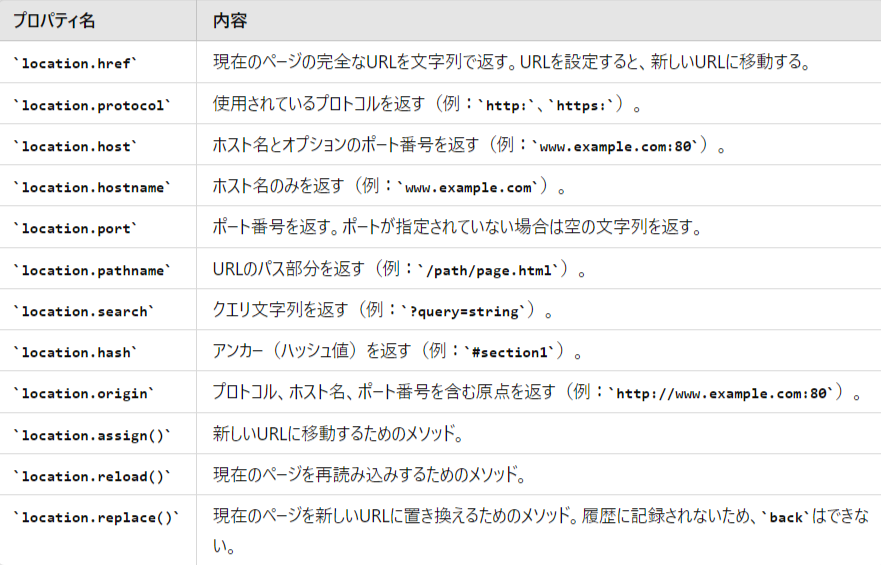 プロパティ名 内容
`location.href` 現在のページの完全なURLを文字列で返す。URLを設定すると、新しいURLに移動する。
`location.protocol` 使用されているプロトコルを返す（例：`http:`、`https:`）。
`location.host` ホスト名とオプションのポート番号を返す（例：`www.example.com:80`）。
`location.hostname` ホスト名のみを返す（例：`www.example.com`）。
`location.port` ポート番号を返す。ポートが指定されていない場合は空の文字列を返す。
`location.pathname` URLのパス部分を返す（例：`/path/page.html`）。
`location.search` クエリ文字列を返す（例：`?query=string`）。
`location.hash` アンカー（ハッシュ値）を返す（例：`#section1`）。
`location.origin` プロトコル、ホスト名、ポート番号を含む原点を返す（例：`http://www.example.com:80`）。
`location.assign()` 新しいURLに移動するためのメソッド。
`location.reload()` 現在のページを再読み込みするためのメソッド。
`location.replace()` 現在のページを新しいURLに置き換えるためのメソッド。履歴に記録されないため、`back`はできな
い。